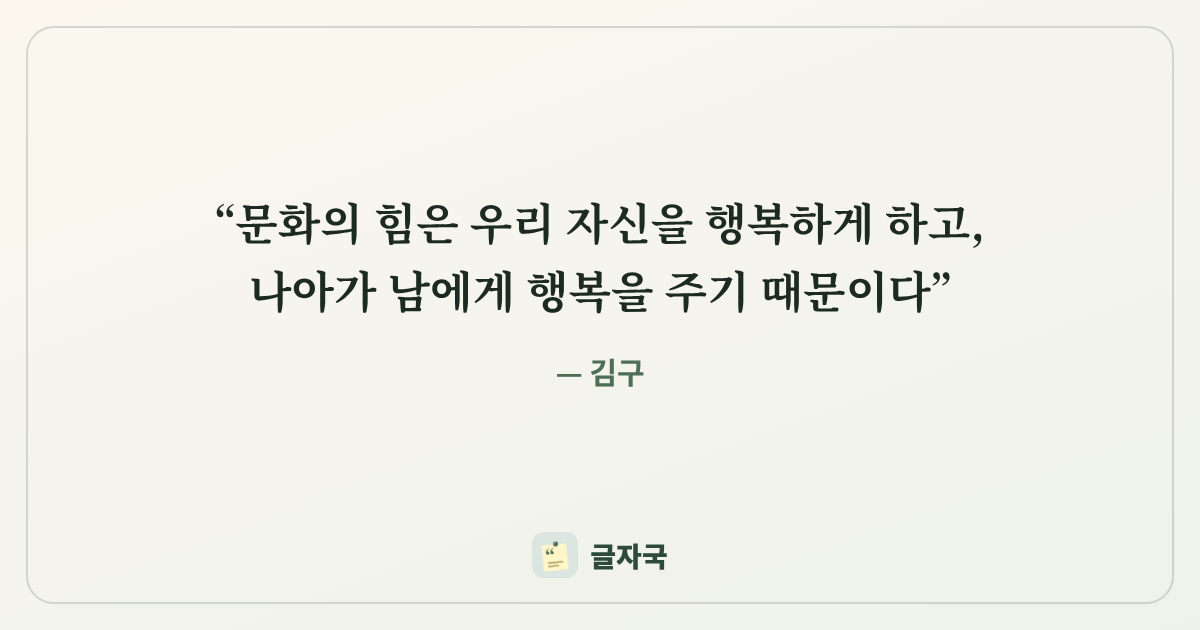 “문화의 힘은 우리 자신을 행복하게 하고,
나아가 남에게 행복을 주기 때문이다”
— 김구
글자국